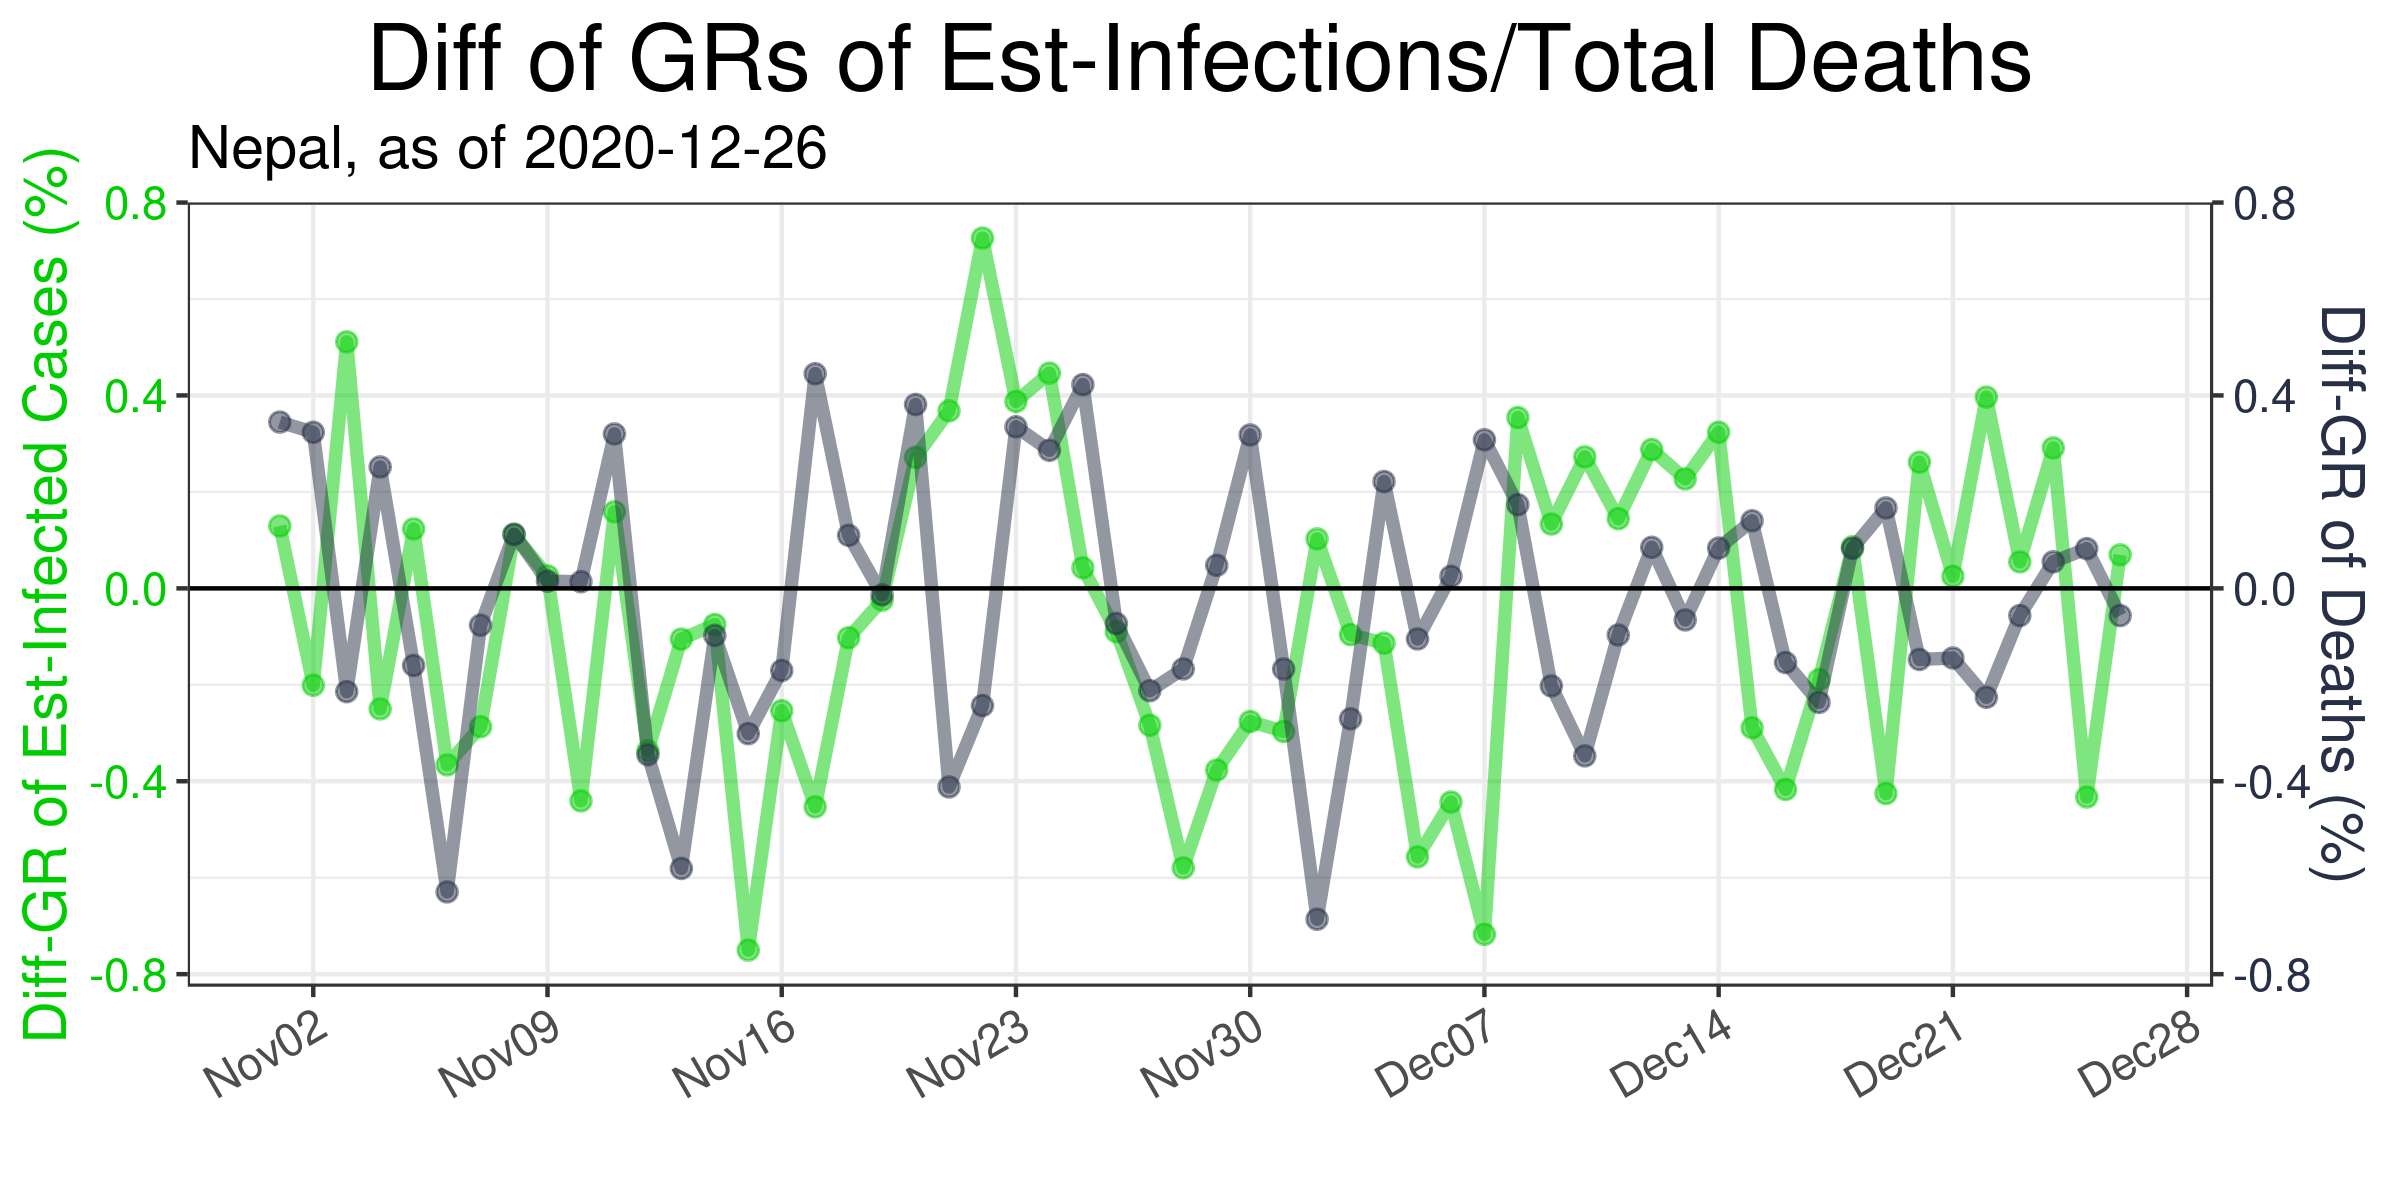 Diff of GRs of Est-Infections/Total Deaths
Nepal, as of 2020-12-26
Diff-GR of Est-Infected Cases (%)
0.8
0.4
0.0
-0.4
-0.8
0.8
0.4
0.0
-0.4
-0.8
Diff-GR of Deaths (%)
Nov02
Nov09
Nov16
Nov23
Nov30
Dec07
Dec14
Dec21
Dec28